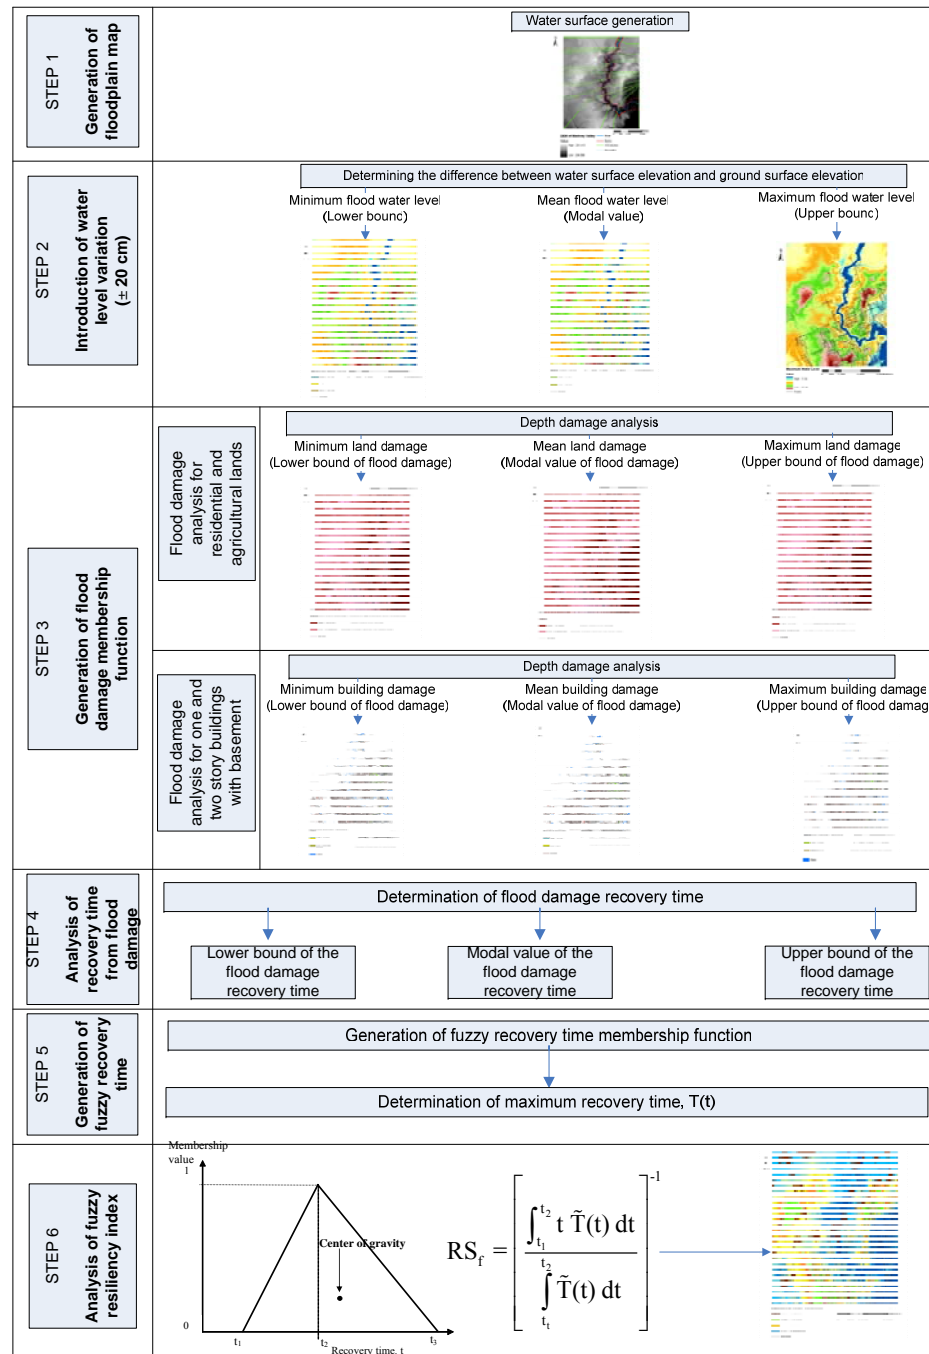 STEP 1
Generation of
floodplain map
Water surface generation
STEP 2
Introduction of water
level variation
(± 20 cm)
Determining the difference between water surface elevation and ground surface elevation
Minimum flood water level
(Lower bound)
Mean flood water level
(Modal value)
Maximum flood water level
(Upper bound)
STEP 3
Generation of flood
damage membership
function
Flood damage
analysis for
residential and
agricultural lands
Depth damage analysis
Minimum land damage
(Lower bound of flood damage)
Mean land damage
(Modal value of flood damage)
Maximum land damage
(Upper bound of flood damage)
Flood damage
analysis for one and
two story buildings
with basement
Depth damage analysis
Minimum building damage
(Lower bound of flood damage)
Mean building damage
(Modal value of flood damage)
Maximum building damage
(Upper bound of flood damag
STEP 4
Analysis of
recovery time
from flood
damage
Determination of flood damage recovery time
Lower bound of the
flood damage
recovery time
Modal value of the
flood damage
recovery time
Upper bound of the
flood damage
recovery time
STEP 5
Generation of
fuzzy recovery
time
Generation of fuzzy recovery time membership function
Determination of maximum recovery time, T(t)
STEP 6
Analysis of fuzzy
resiliency index
Membership
value
1
Center of gravity
0
t₁ t₂ t₃
Recovery time, t
RS_f = [ ∫_{t₁}^{t₂} t T̃(t) dt / ∫_{t_t}^{t₂} T̃(t) dt ]^{-1}